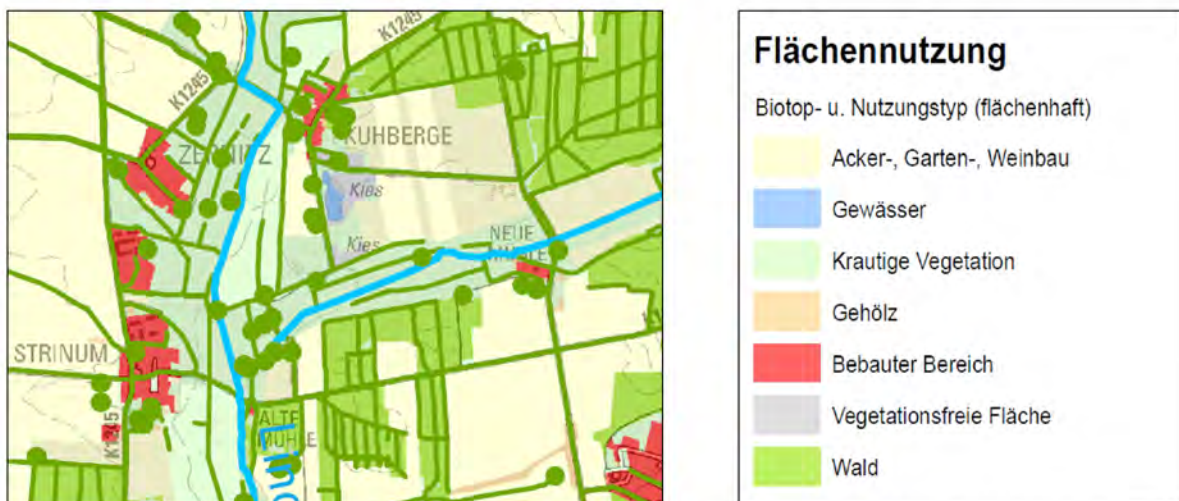 K1245
K1245
ZERNITZ
KUHBERGE
Kies
Kies
NEUE
MÜHLE
STRINUM
K1245
ALTE
MÜHLE
Flächennutzung
Biotop- u. Nutzungstyp (flächenhaft)
Acker-, Garten-, Weinbau
Gewässer
Krautige Vegetation
Gehölz
Bebauter Bereich
Vegetationsfreie Fläche
Wald